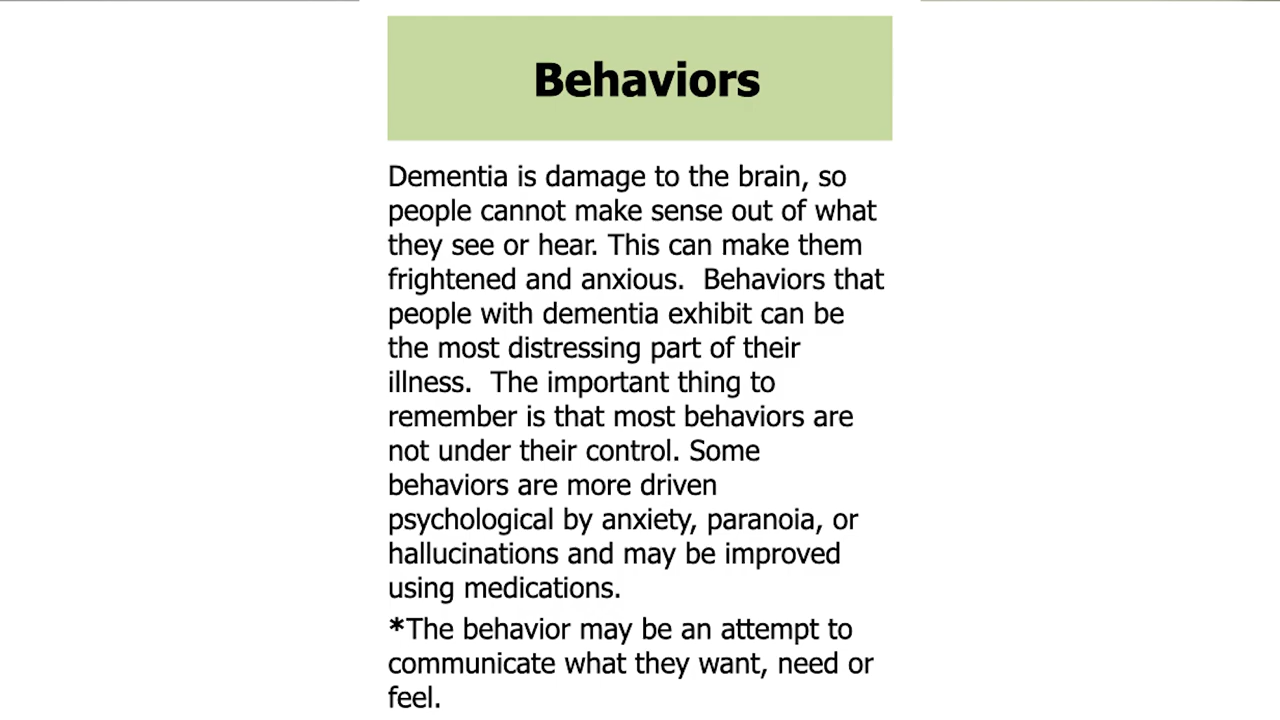 Behaviors
Dementia is damage to the brain, so
people cannot make sense out of what
they see or hear. This can make them
frightened and anxious.  Behaviors that
people with dementia exhibit can be
the most distressing part of their
illness.  The important thing to
remember is that most behaviors are
not under their control. Some
behaviors are more driven
psychological by anxiety, paranoia, or
hallucinations and may be improved
using medications.
*The behavior may be an attempt to
communicate what they want, need or
feel.